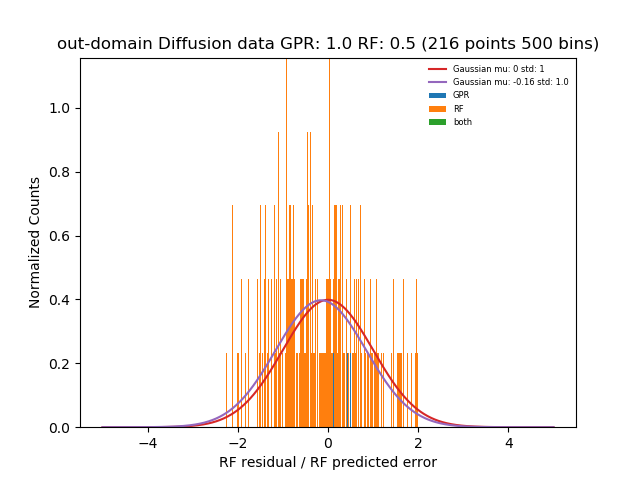 out-domain Diffusion data GPR: 1.0 RF: 0.5 (216 points 500 bins)
Gaussian mu: 0 std: 1
Gaussian mu: -0.16 std: 1.0
GPR
RF
both
Normalized Counts
1.0
0.8
0.6
0.4
0.2
0.0
−4 −2 0 2 4
RF residual / RF predicted error